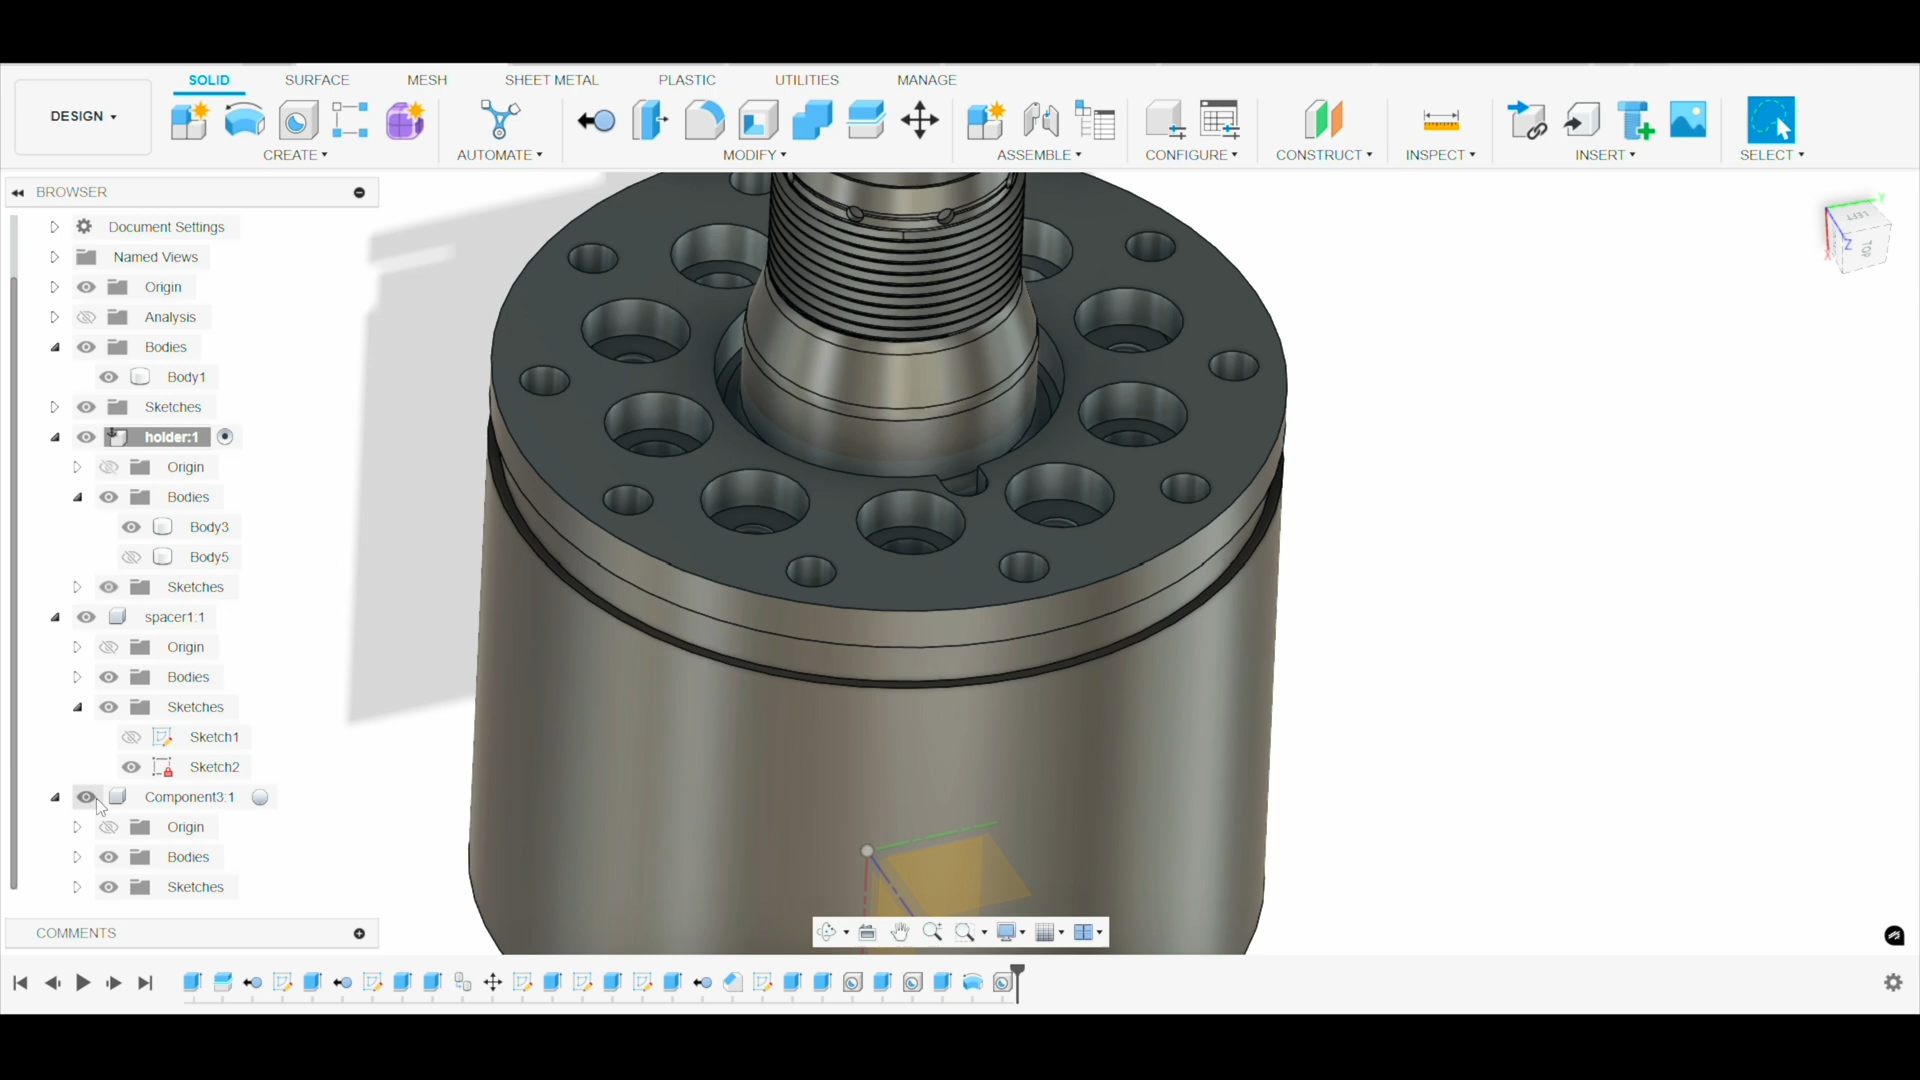 SOLID SURFACE MESH SHEET METAL PLASTIC UTILITIES MANAGE
DESIGN
CREATE AUTOMATE MODIFY ASSEMBLE CONFIGURE CONSTRUCT INSPECT INSERT SELECT
BROWSER
Document Settings
Named Views
Origin
Analysis
Bodies
Body1
Sketches
holder:1
Origin
Bodies
Body3
Body5
Sketches
spacer1:1
Origin
Bodies
Sketches
Sketch1
Sketch2
Component3:1
Origin
Bodies
Sketches
COMMENTS
LEFT
TOP
X
Y
Z